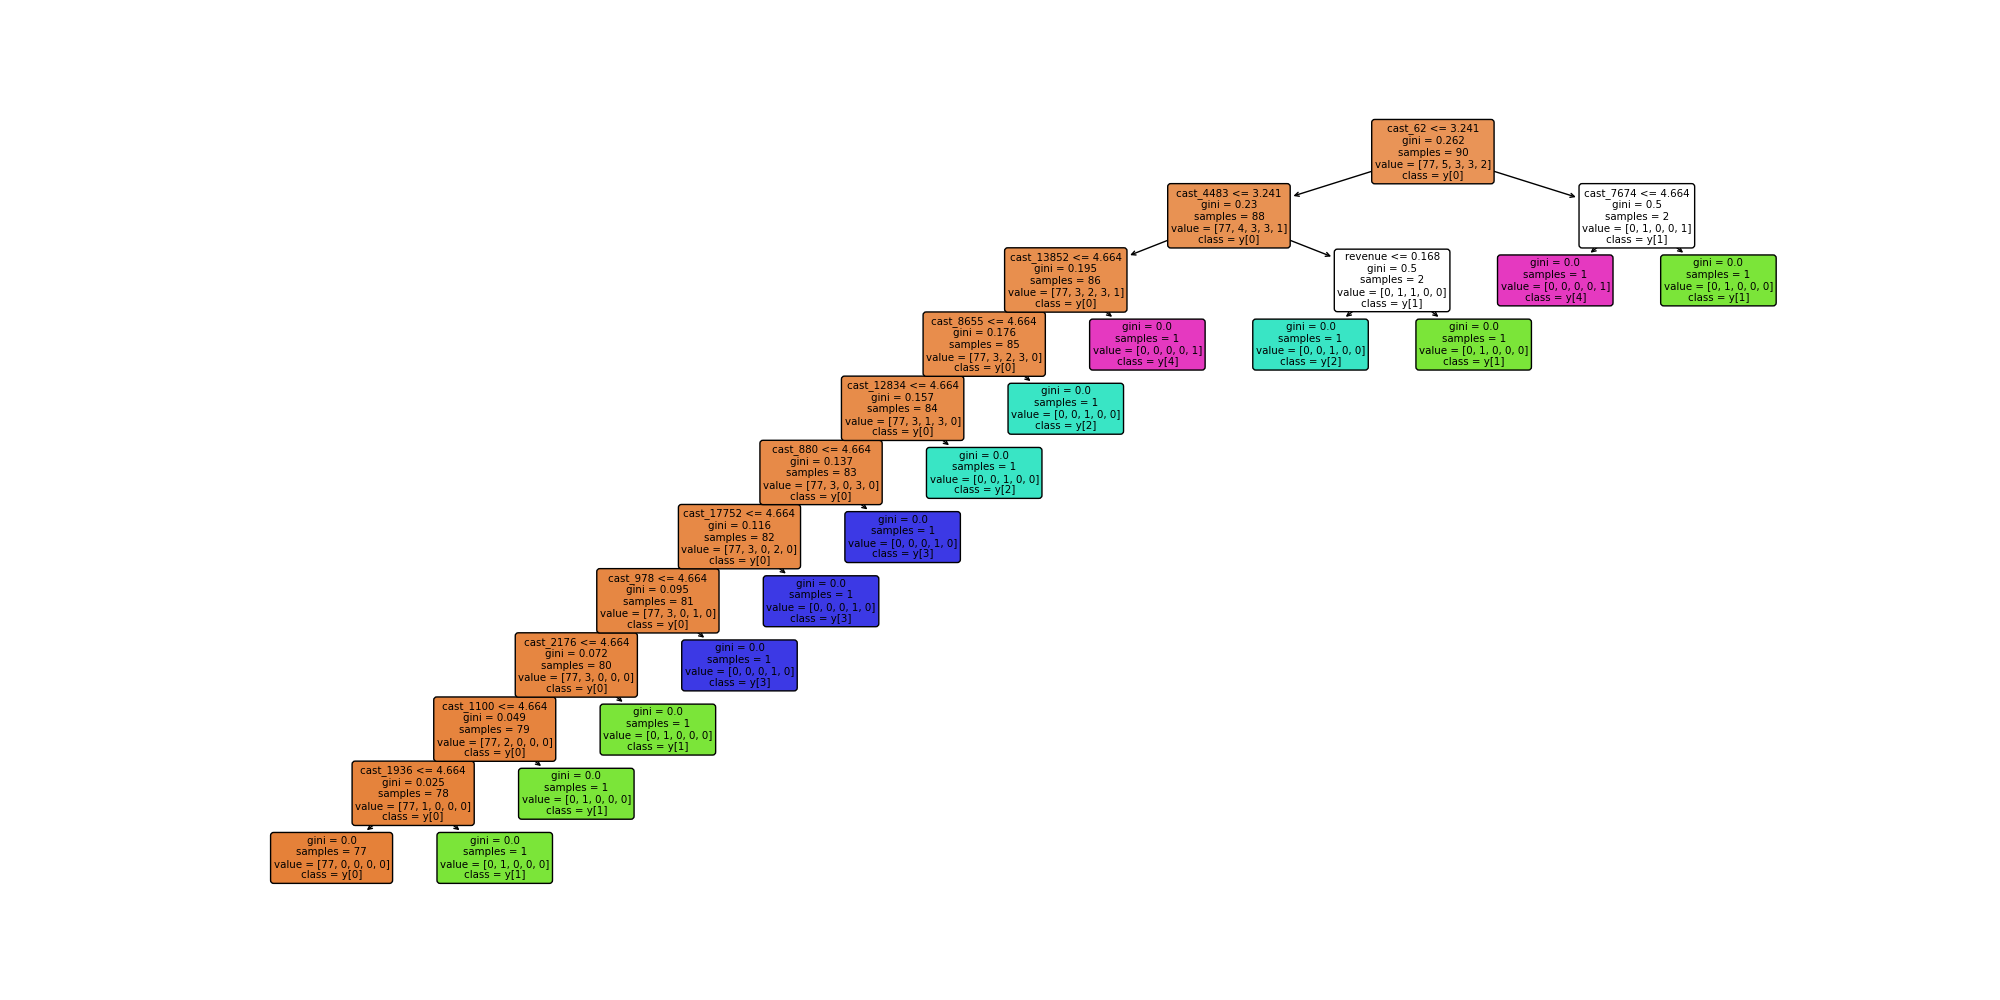 cast_62 <= 3.241
gini = 0.262
samples = 90
value = [77, 5, 3, 3, 2]
class = y[0]
cast_4483 <= 3.241
gini = 0.23
samples = 88
value = [77, 4, 3, 3, 1]
class = y[0]
cast_7674 <= 4.664
gini = 0.5
samples = 2
value = [0, 1, 0, 0, 1]
class = y[1]
cast_13852 <= 4.664
gini = 0.195
samples = 86
value = [77, 3, 2, 3, 1]
class = y[0]
revenue <= 0.168
gini = 0.5
samples = 2
value = [0, 1, 1, 0, 0]
class = y[1]
gini = 0.0
samples = 1
value = [0, 0, 0, 0, 1]
class = y[4]
gini = 0.0
samples = 1
value = [0, 1, 0, 0, 0]
class = y[1]
cast_8655 <= 4.664
gini = 0.176
samples = 85
value = [77, 3, 2, 3, 0]
class = y[0]
gini = 0.0
samples = 1
value = [0, 0, 0, 0, 1]
class = y[4]
gini = 0.0
samples = 1
value = [0, 0, 1, 0, 0]
class = y[2]
gini = 0.0
samples = 1
value = [0, 1, 0, 0, 0]
class = y[1]
cast_12834 <= 4.664
gini = 0.157
samples = 84
value = [77, 3, 1, 3, 0]
class = y[0]
gini = 0.0
samples = 1
value = [0, 0, 1, 0, 0]
class = y[2]
cast_880 <= 4.664
gini = 0.137
samples = 83
value = [77, 3, 0, 3, 0]
class = y[0]
gini = 0.0
samples = 1
value = [0, 0, 1, 0, 0]
class = y[2]
cast_17752 <= 4.664
gini = 0.116
samples = 82
value = [77, 3, 0, 2, 0]
class = y[0]
gini = 0.0
samples = 1
value = [0, 0, 0, 1, 0]
class = y[3]
cast_978 <= 4.664
gini = 0.095
samples = 81
value = [77, 3, 0, 1, 0]
class = y[0]
gini = 0.0
samples = 1
value = [0, 0, 0, 1, 0]
class = y[3]
cast_2176 <= 4.664
gini = 0.072
samples = 80
value = [77, 3, 0, 0, 0]
class = y[0]
gini = 0.0
samples = 1
value = [0, 0, 0, 1, 0]
class = y[3]
cast_1100 <= 4.664
gini = 0.049
samples = 79
value = [77, 2, 0, 0, 0]
class = y[0]
gini = 0.0
samples = 1
value = [0, 1, 0, 0, 0]
class = y[1]
cast_1936 <= 4.664
gini = 0.025
samples = 78
value = [77, 1, 0, 0, 0]
class = y[0]
gini = 0.0
samples = 1
value = [0, 1, 0, 0, 0]
class = y[1]
gini = 0.0
samples = 77
value = [77, 0, 0, 0, 0]
class = y[0]
gini = 0.0
samples = 1
value = [0, 1, 0, 0, 0]
class = y[1]